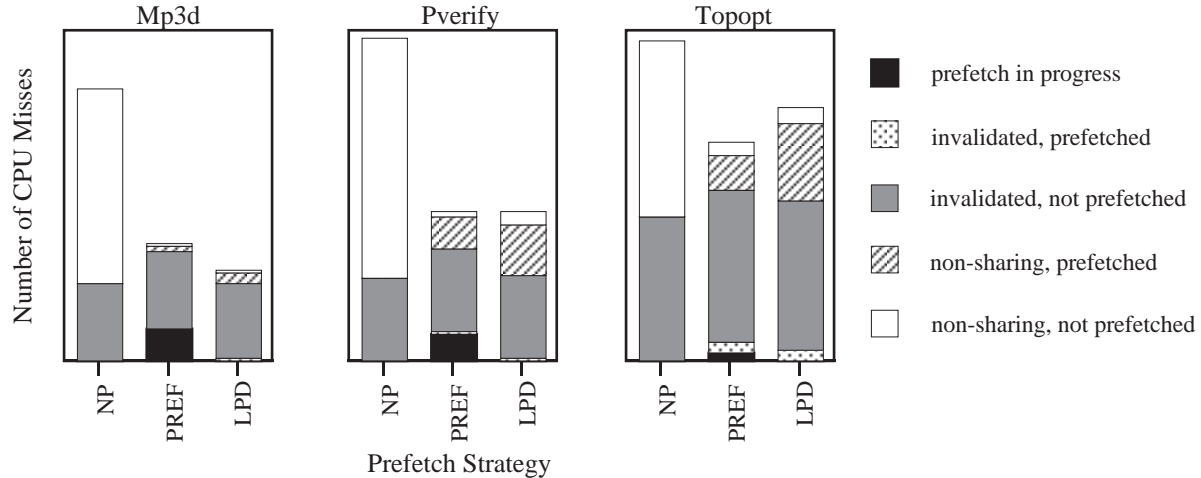 Mp3d
Pverify
Topopt
Number of CPU Misses
NP
PREF
LPD
NP
PREF
LPD
NP
PREF
LPD
Prefetch Strategy
prefetch in progress
invalidated, prefetched
invalidated, not prefetched
non-sharing, prefetched
non-sharing, not prefetched